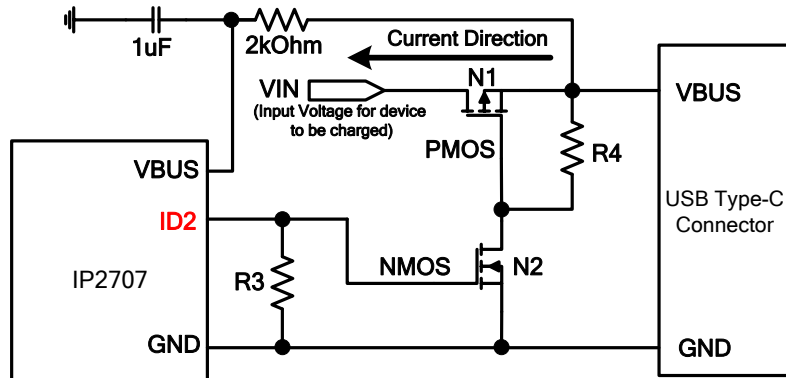 1uF
2kOhm
Current Direction
VIN
(Input Voltage for device
to be charged)
N1
PMOS
R4
VBUS
USB Type-C
Connector
GND
VBUS
ID2
IP2707
GND
R3
NMOS
N2